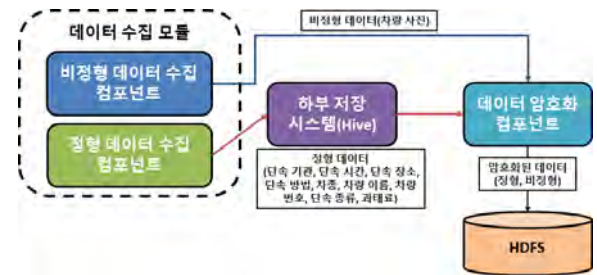 데이터 수집 모듈
비정형 데이터 수집
컴포넌트
정형 데이터 수집
컴포넌트
비정형 데이터(차량 사진)
하부 저장
시스템(Hive)
정형 데이터
(단속 기관, 단속 시간, 단속 장소,
단속 방법, 차종, 차량 이름, 차량
번호, 단속 종류, 과태료)
데이터 암호화
컴포넌트
암호화된 데이터
(정형, 비정형)
HDFS